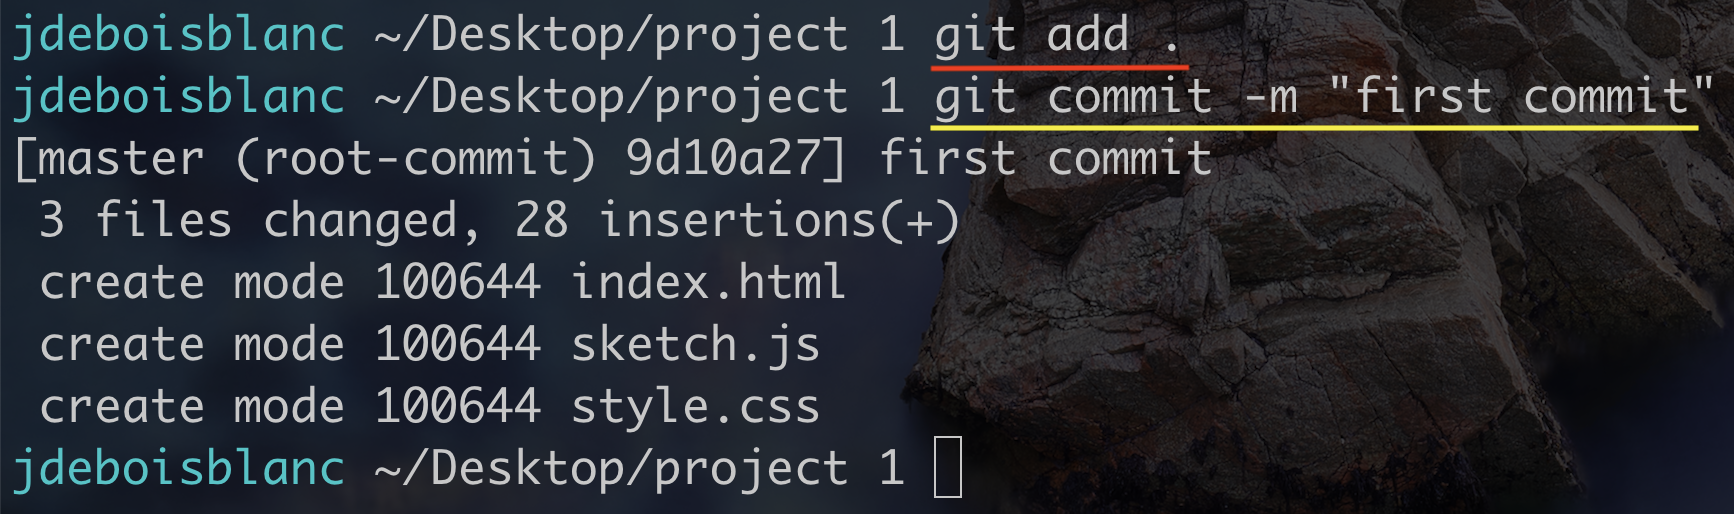 jdeboisblanc ~/Desktop/project 1 git add .
jdeboisblanc ~/Desktop/project 1 git commit -m "first commit"
[master (root-commit) 9d10a27] first commit
 3 files changed, 28 insertions(+)
 create mode 100644 index.html
 create mode 100644 sketch.js
 create mode 100644 style.css
jdeboisblanc ~/Desktop/project 1